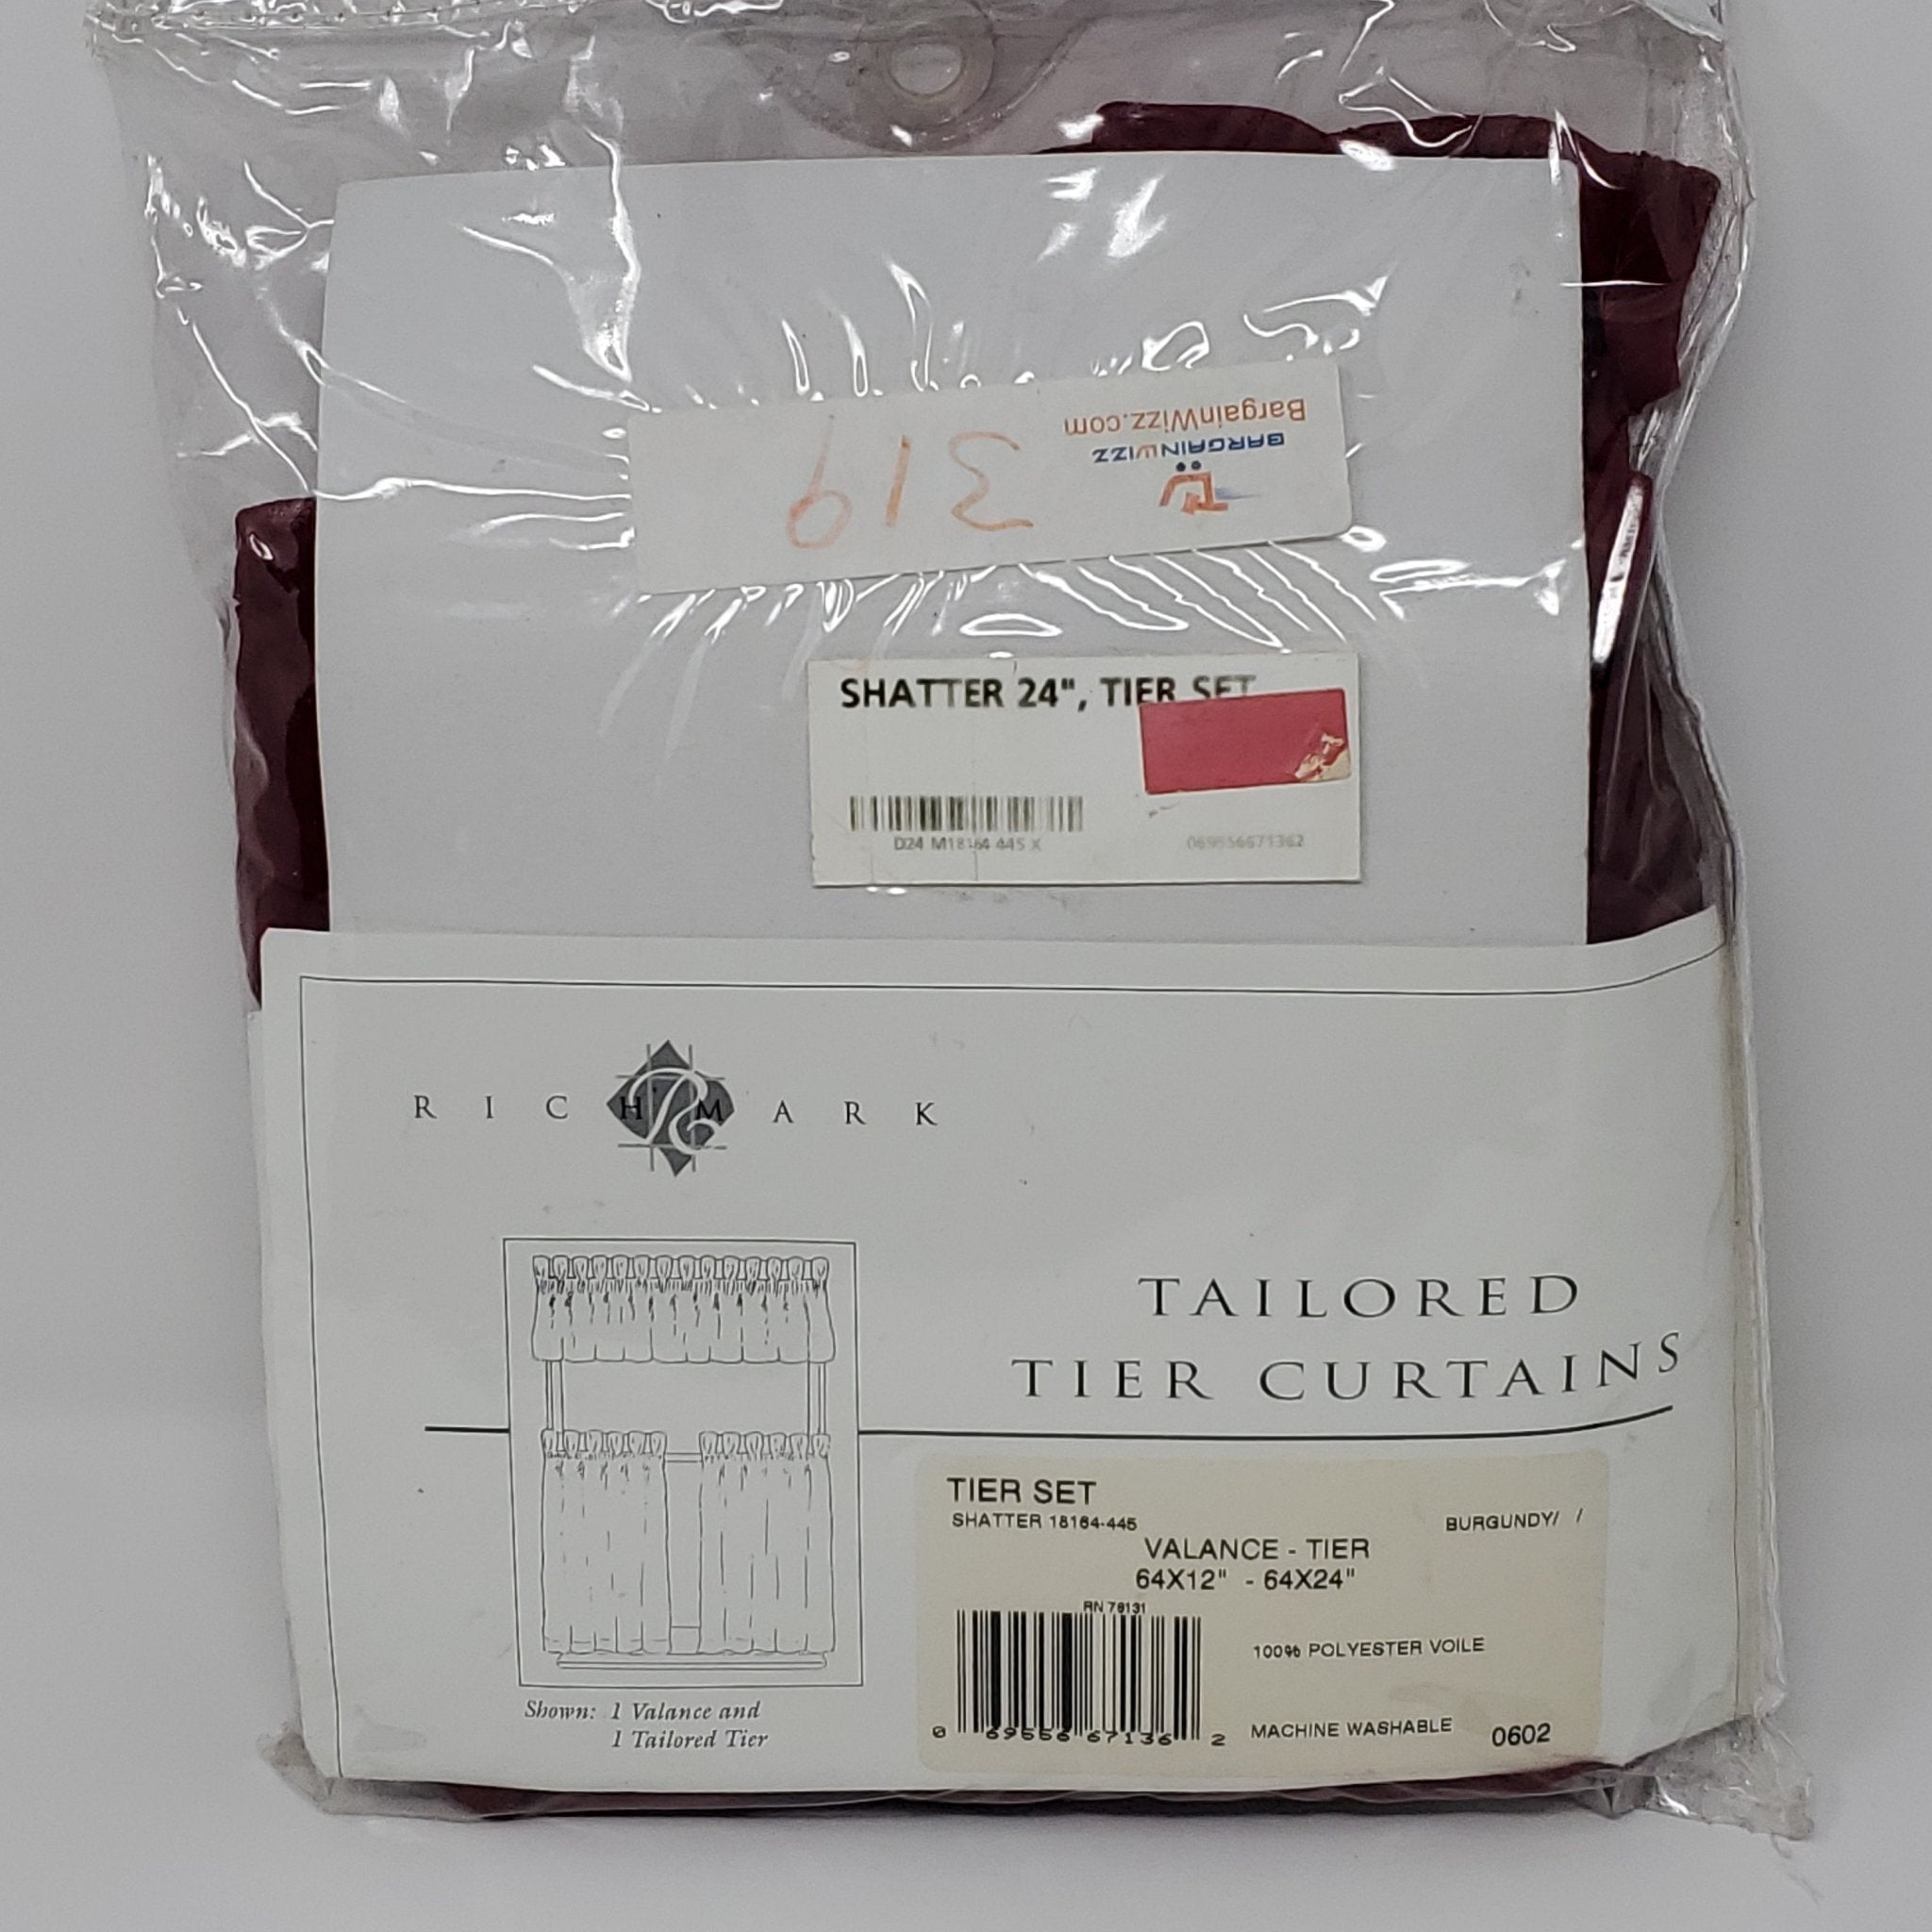 BargainWizz.com
BARGAINWIZZ
319
SHATTER 24", TIER SET
D24 M18164 445 X
069556671362
RICHMARK
TAILORED
TIER CURTAINS
TIER SET
SHATTER 18164-445
BURGUNDY/ /
VALANCE - TIER
64X12" - 64X24"
RN 76131
100% POLYESTER VOILE
0 69556 67136 2
MACHINE WASHABLE
0602
Shown: 1 Valance and
1 Tailored Tier